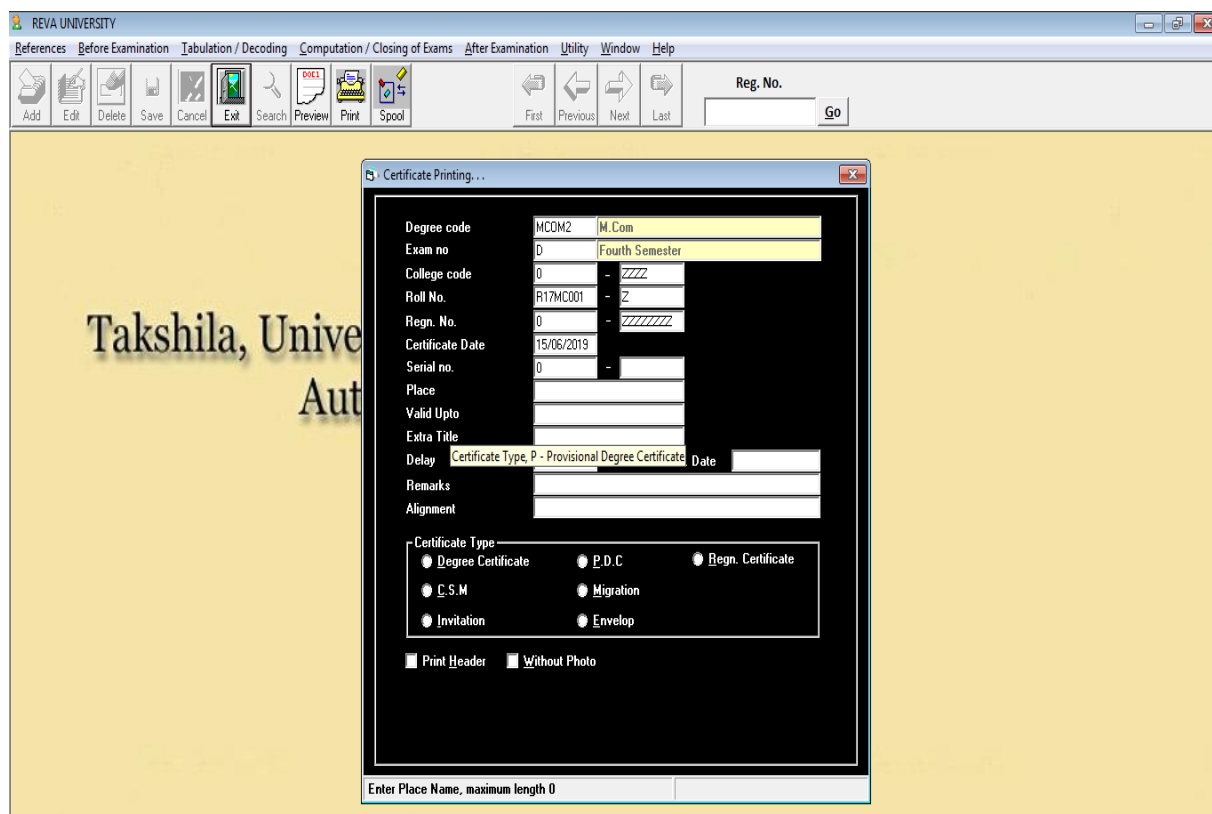 REVA UNIVERSITY
References Before Examination Tabulation / Decoding Computation / Closing of Exams After Examination Utility Window Help
Add Edit Delete Save Cancel Exit Search Preview Print Spool First Previous Next Last
DOC1
Reg. No.
Go
Takshila, Unive
Aut
Certificate Printing. . .
Degree code MCOM2 M.Com
Exam no D Fourth Semester
College code 0 - ZZZZ
Roll No. R17MC001 - Z
Regn. No. 0 - ZZZZZZZZ
Certificate Date 15/06/2019
Serial no. 0 -
Place
Valid Upto
Extra Title
Delay Certificate Type, P - Provisional Degree Certificate Date
Remarks
Alignment
Certificate Type
Degree Certificate P.D.C Regn. Certificate
C.S.M Migration
Invitation Envelop
Print Header Without Photo
Enter Place Name, maximum length 0